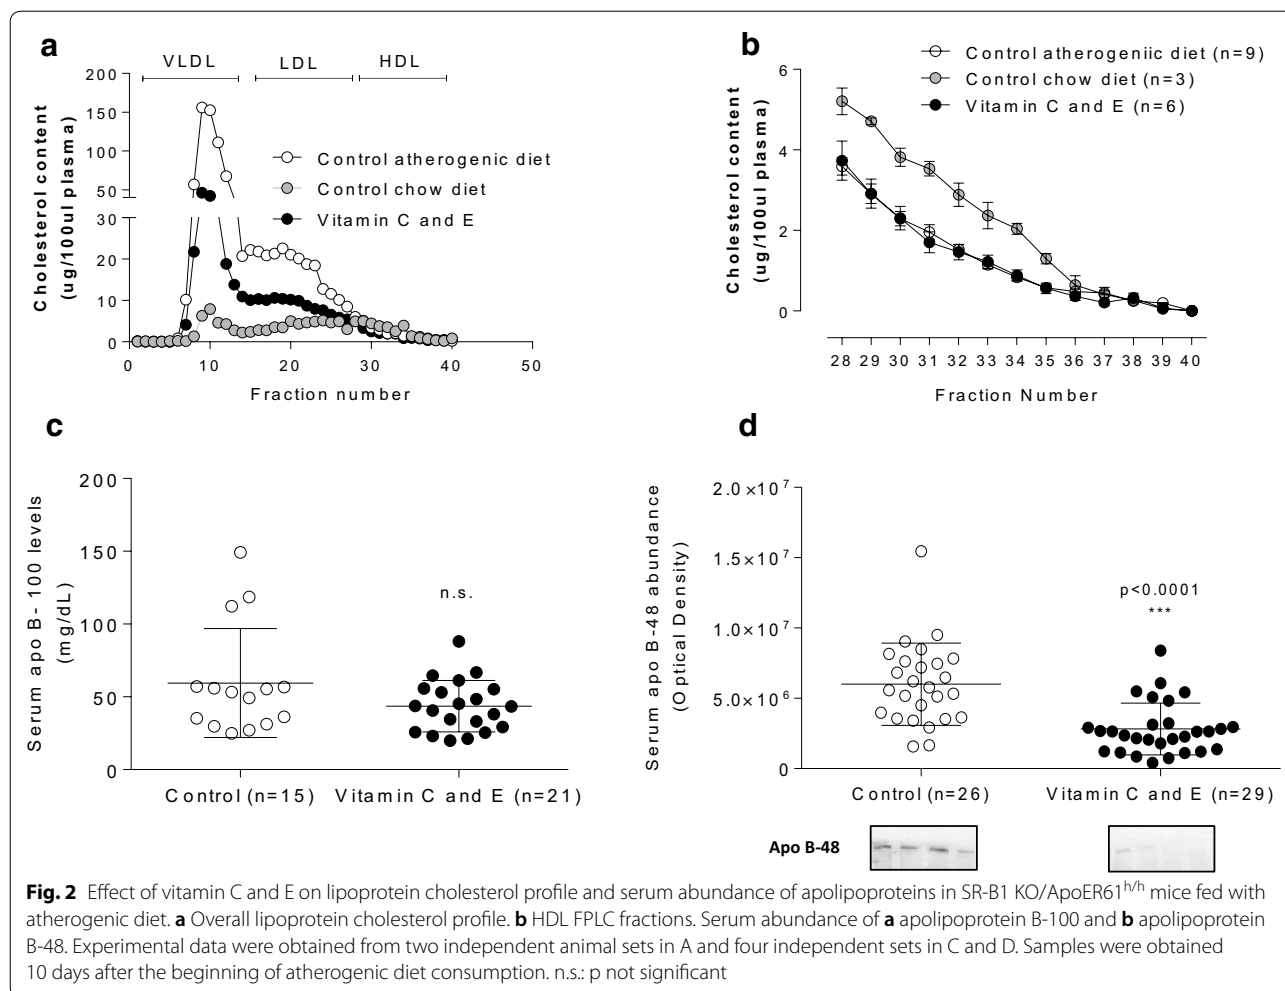 a
VLDL LDL HDL
200
150
100
50
30
20
10
0
0 10 20 30 40 50
Cholesterol content
(ug/100ul plasma)
Control atherogenic diet
Control chow diet
Vitamin C and E
Fraction number
b
Control atherogeniic diet (n=9)
Control chow diet (n=3)
Vitamin C and E (n=6)
6
4
2
0
Cholesterol content
(ug/100ul plasma)
28 29 30 31 32 33 34 35 36 37 38 39 40
Fraction Number
c
200
150
100
50
0
Serum apo B- 100 levels
(mg/dL)
n.s.
Control (n=15) Vitamin C and E (n=21)
d
2.0×10⁷
1.5×10⁷
1.0×10⁷
5.0×10⁶
0
Serum apo B-48 abundance
(Optical Density)
p<0.0001
***
Control (n=26) Vitamin C and E (n=29)
Apo B-48
Fig. 2 Effect of vitamin C and E on lipoprotein cholesterol profile and serum abundance of apolipoproteins in SR-B1 KO/ApoER61h/h mice fed with
atherogenic diet. a Overall lipoprotein cholesterol profile. b HDL FPLC fractions. Serum abundance of a apolipoprotein B-100 and b apolipoprotein
B-48. Experimental data were obtained from two independent animal sets in A and four independent sets in C and D. Samples were obtained
10 days after the beginning of atherogenic diet consumption. n.s.: p not significant